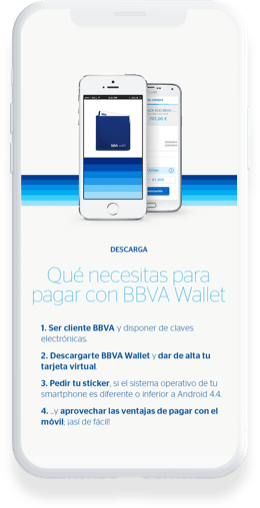 BBVA
DESCARGA
Qué necesitas para
pagar con BBVA Wallet
1. Ser cliente BBVA y disponer de claves
electrónicas.
2. Descargarte BBVA Wallet y dar de alta tu
tarjeta virtual.
3. Pedir tu sticker, si el sistema operativo de tu
smartphone es diferente o inferior a Android 4.4.
4. ..y aprovechar las ventajas de pagar con el
móvil; ¡así de fácil!